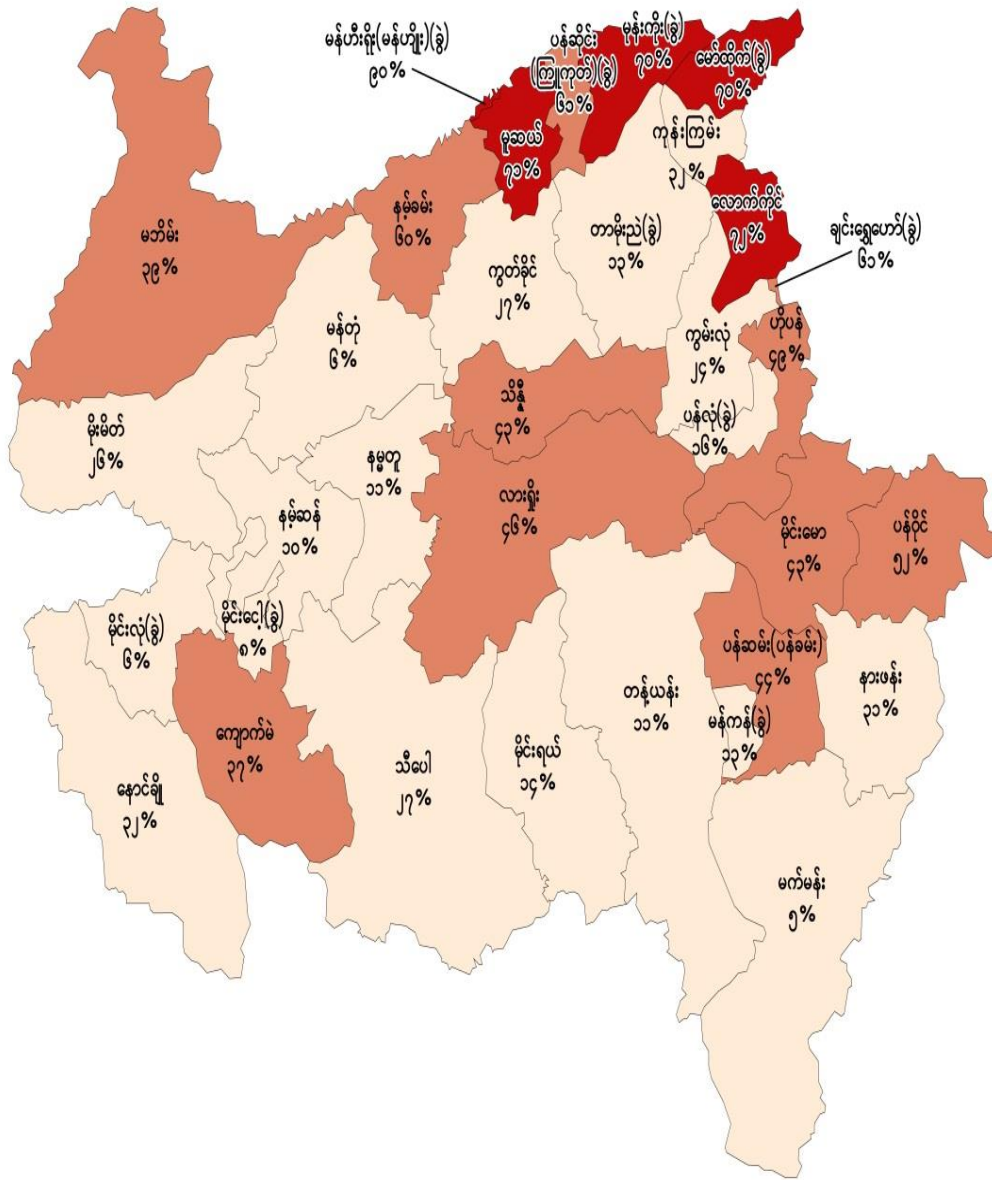 မန်ဟီးရိုး(မန်ဟျိုး)(ခွဲ)
၉၀%
ပန်ဆိုင်း
(ကြူကုတ်)(ခွဲ)
၆၁%
မုန်းကိုး(ခွဲ)
၇၀%
မော်ထိုက်(ခွဲ)
၇၀%
မူဆယ်
၇၁%
ကုန်းကြမ်း
၃၂%
လောက်ကိုင်
၇၂%
ချင်းရွှေဟော်(ခွဲ)
၆၁%
မဘိမ်း
၃၉%
နမ့်ခမ်း
၆၀%
တာမိုးညဲ(ခွဲ)
၁၃%
ကွတ်ခိုင်
၂၇%
မန်တုံ
၆%
ကွမ်းလုံ
၂၄%
ဟိုပန်
၄၉%
သိန္နီ
၄၃%
ပန်လုံ(ခွဲ)
၁၆%
မိုးမိတ်
၂၆%
နမ္မတူ
၁၁%
လားရှိုး
၄၆%
နမ့်ဆန်
၁၀%
မိုင်းမော
၄၃%
ပန်ဝိုင်
၅၂%
မိုင်းလုံ(ခွဲ)
၆%
မိုင်းငေါ့(ခွဲ)
၈%
ပန်ဆမ်း(ပန်ခမ်း)
၄၄%
နားဖန်း
၃၁%
တန့်ယန်း
၁၁%
မန်ကန်(ခွဲ)
၁၃%
ကျောက်မဲ
၃၇%
သီပေါ
၂၇%
မိုင်းရယ်
၁၄%
နောင်ချို
၃၂%
မက်မန်း
၅%